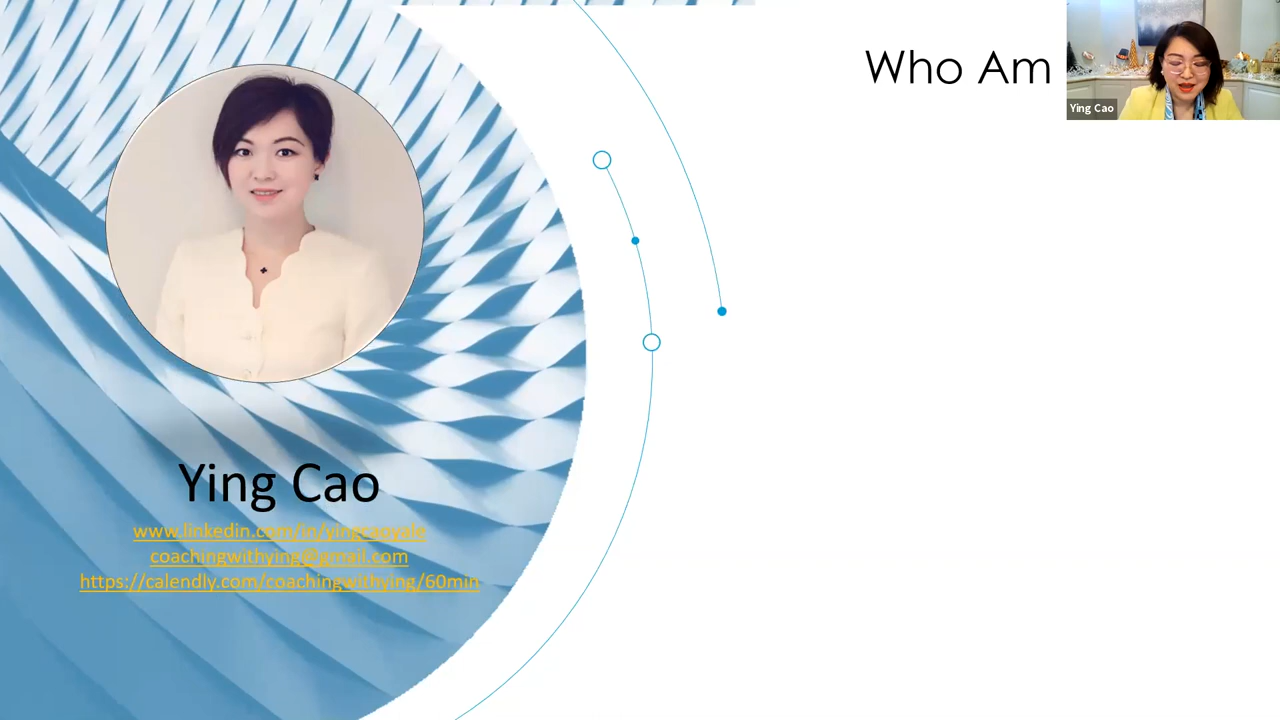 Who Am
Ying Cao
Ying Cao
www.linkedin.com/in/yingcaoyale
coachingwithying@gmail.com
https://calendly.com/coachingwithying/60min